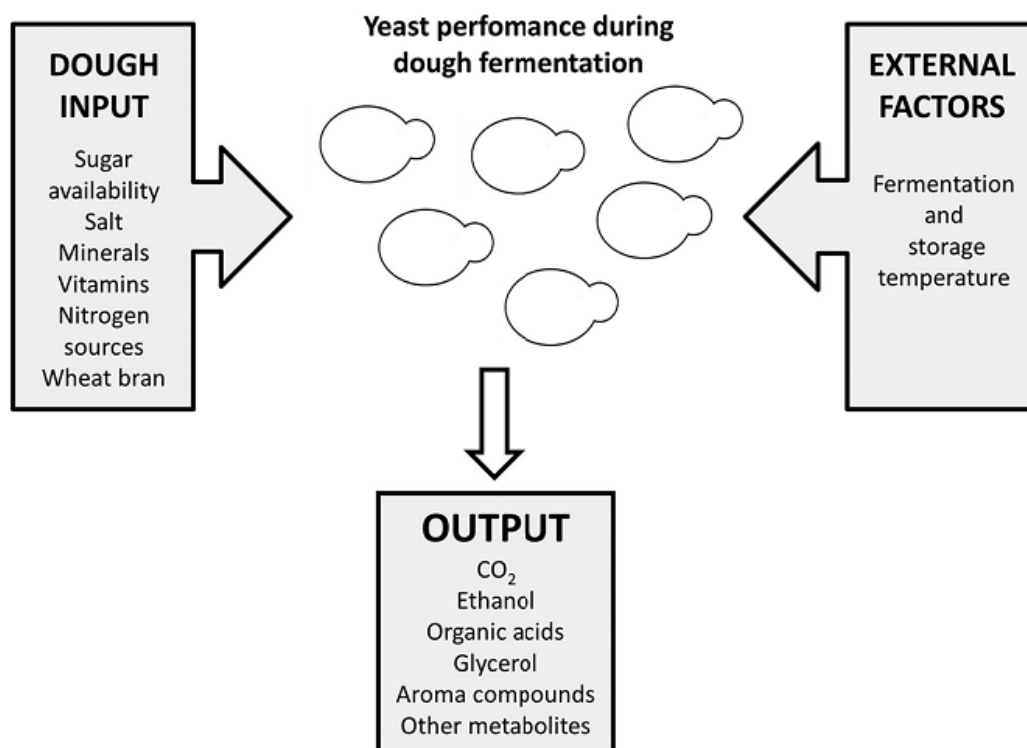 Yeast perfomance during
dough fermentation
DOUGH
INPUT
Sugar
availability
Salt
Minerals
Vitamins
Nitrogen
sources
Wheat bran
EXTERNAL
FACTORS
Fermentation
and
storage
temperature
OUTPUT
CO₂
Ethanol
Organic acids
Glycerol
Aroma compounds
Other metabolites